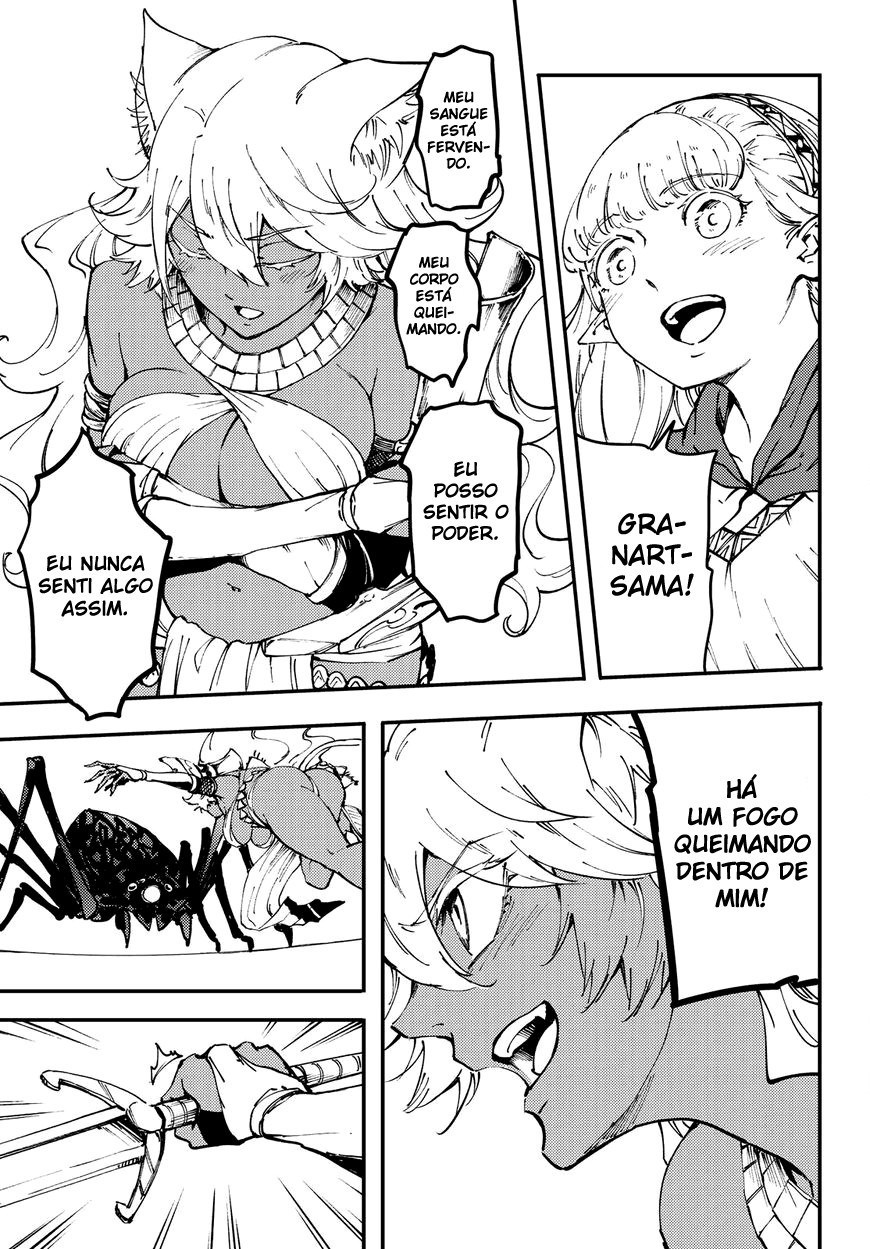 GRA-
NART-
SAMA!
MEU
SANGUE
ESTÁ
FERVEN-
DO.
MEU
CORPO
ESTÁ
QUEI-
MANDO.
EU
POSSO
SENTIR O
PODER.
EU NUNCA
SENTI ALGO
ASSIM.
HÁ
UM FOGO
QUEIMANDO
DENTRO DE
MIM!